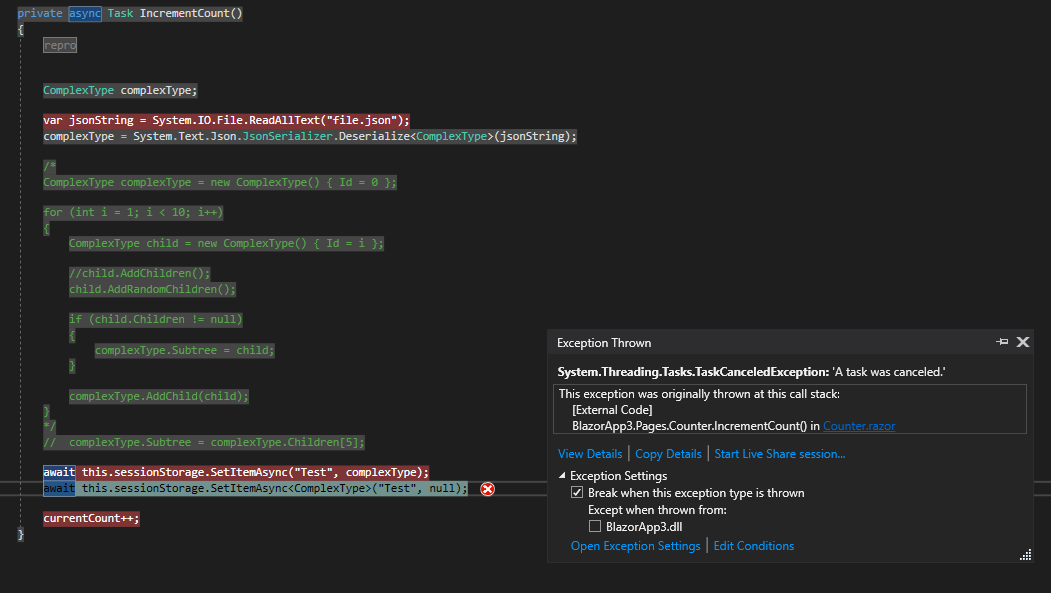 private async Task IncrementCount()
{
repro
ComplexType complexType;
var jsonString = System.IO.File.ReadAllText("file.json");
complexType = System.Text.Json.JsonSerializer.Deserialize<ComplexType>(jsonString);
/*
ComplexType complexType = new ComplexType() { Id = 0 };
for (int i = 1; i < 10; i++)
{
ComplexType child = new ComplexType() { Id = i };
//child.AddChildren();
child.AddRandomChildren();
if (child.Children != null)
{
complexType.Subtree = child;
}
complexType.AddChild(child);
}
*/
//  complexType.Subtree = complexType.Children[5];
await this.sessionStorage.SetItemAsync("Test", complexType);
await this.sessionStorage.SetItemAsync<ComplexType>("Test", null);
currentCount++;
}
Exception Thrown
System.Threading.Tasks.TaskCanceledException: 'A task was canceled.'
This exception was originally thrown at this call stack:
[External Code]
BlazorApp3.Pages.Counter.IncrementCount() in Counter.razor
View Details | Copy Details | Start Live Share session...
Exception Settings
Break when this exception type is thrown
Except when thrown from:
BlazorApp3.dll
Open Exception Settings | Edit Conditions